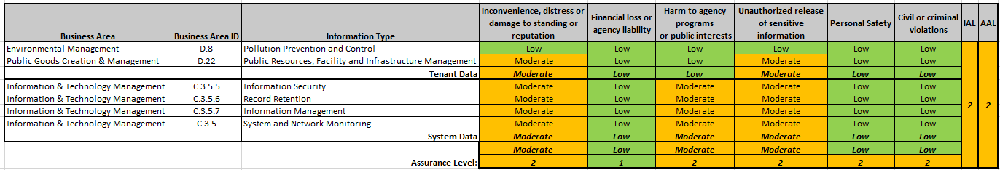 Business Area Business Area ID Information Type Inconvenience, distress or damage to standing or reputation Financial loss or agency liability Harm to agency programs or public interests Unauthorized release of sensitive information Personal Safety Civil or criminal violations IAL AAL
Environmental Management D.8 Pollution Prevention and Control Low Low Low Low Low Low
Public Goods Creation & Management D.22 Public Resources, Facility and Infrastructure Management Moderate Low Low Moderate Low Low
Tenant Data Moderate Low Low Moderate Low Low
Information & Technology Management C.3.5.5 Information Security Moderate Low Moderate Moderate Low Low
Information & Technology Management C.3.5.6 Record Retention Moderate Low Moderate Moderate Low Low
Information & Technology Management C.3.5.7 Information Management Moderate Low Moderate Moderate Low Low
Information & Technology Management C.3.5 System and Network Monitoring Moderate Low Moderate Moderate Low Low
System Data Moderate Low Moderate Moderate Low Low
Moderate Low Moderate Moderate Low Low
Assurance Level: 2 1 2 2 2 2
2 2